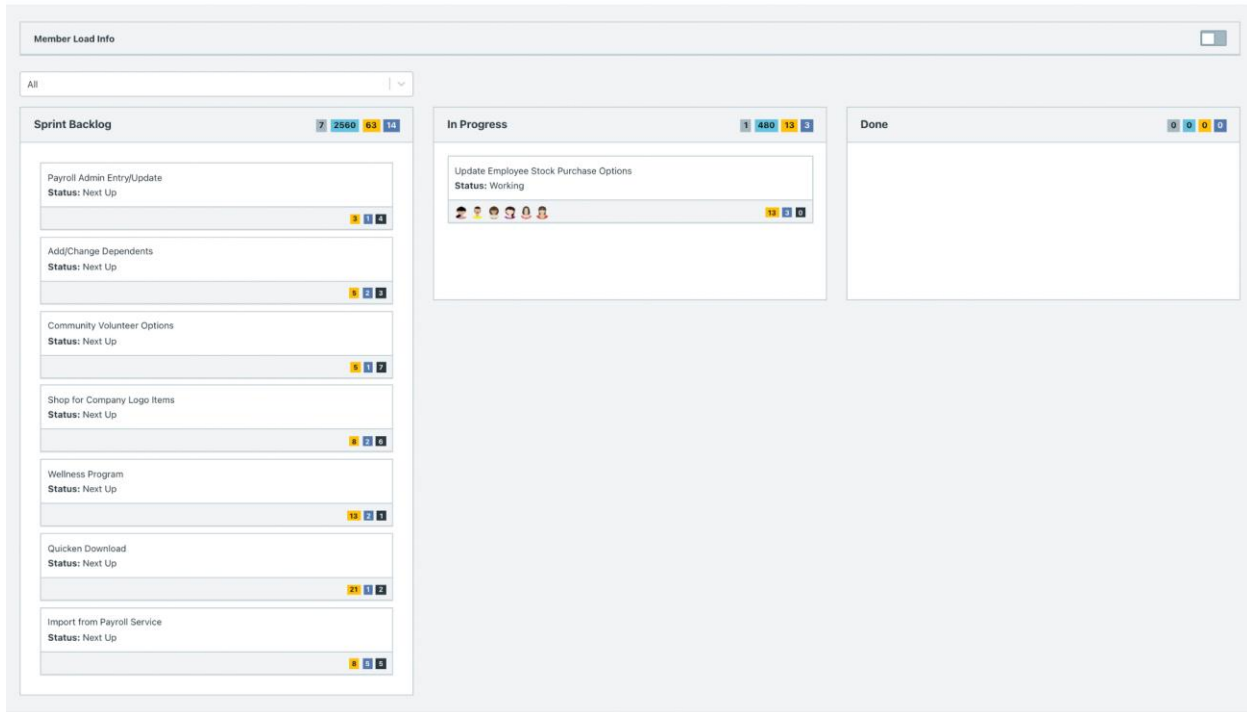 Member Load Info
All
Sprint Backlog 7 2560 63 14
Payroll Admin Entry/Update
Status: Next Up
3 1 4
Add/Change Dependents
Status: Next Up
5 2 3
Community Volunteer Options
Status: Next Up
5 1 7
Shop for Company Logo Items
Status: Next Up
8 2 6
Wellness Program
Status: Next Up
13 2 1
Quicken Download
Status: Next Up
21 1 2
Import from Payroll Service
Status: Next Up
8 5 5
In Progress 1 480 13 3
Update Employee Stock Purchase Options
Status: Working
13 3 0
Done 0 0 0 0